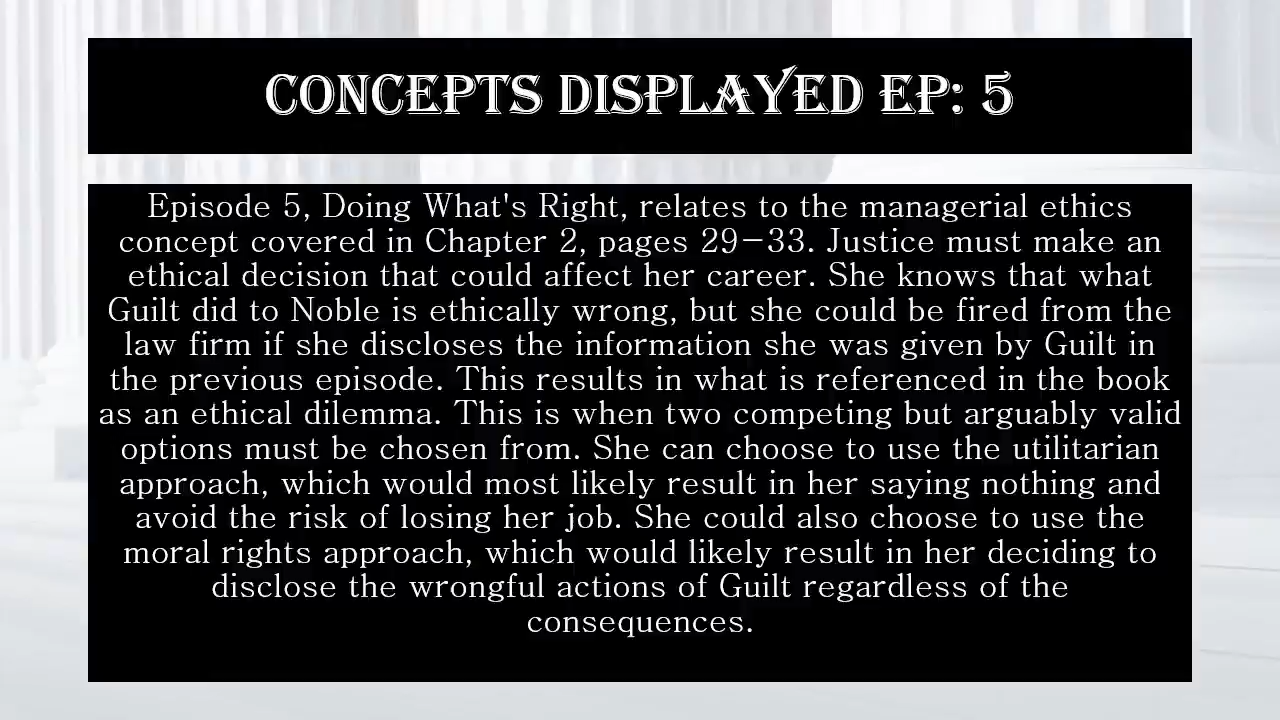 CONCEPTS DISPLAYED EP: 5
Episode 5, Doing What's Right, relates to the managerial ethics
concept covered in Chapter 2, pages 29-33. Justice must make an
ethical decision that could affect her career. She knows that what
Guilt did to Noble is ethically wrong, but she could be fired from the
law firm if she discloses the information she was given by Guilt in
the previous episode. This results in what is referenced in the book
as an ethical dilemma. This is when two competing but arguably valid
options must be chosen from. She can choose to use the utilitarian
approach, which would most likely result in her saying nothing and
avoid the risk of losing her job. She could also choose to use the
moral rights approach, which would likely result in her deciding to
disclose the wrongful actions of Guilt regardless of the
consequences.